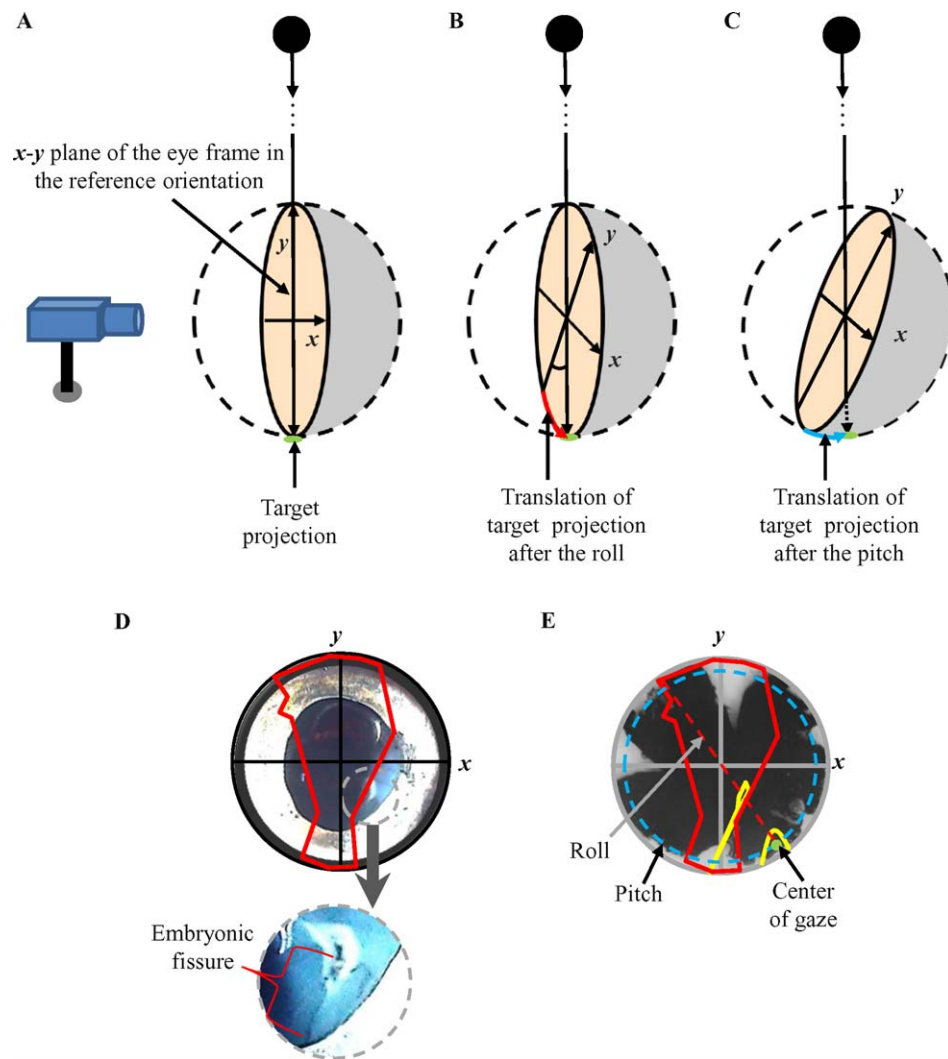 A
B
C
x-y plane of the eye frame in
the reference orientation
y
x
y
x
y
x
Target
projection
Translation of
target projection
after the roll
Translation of
target projection
after the pitch
D
E
y
x
y
x
Roll
Pitch
Center
of gaze
Embryonic
fissure